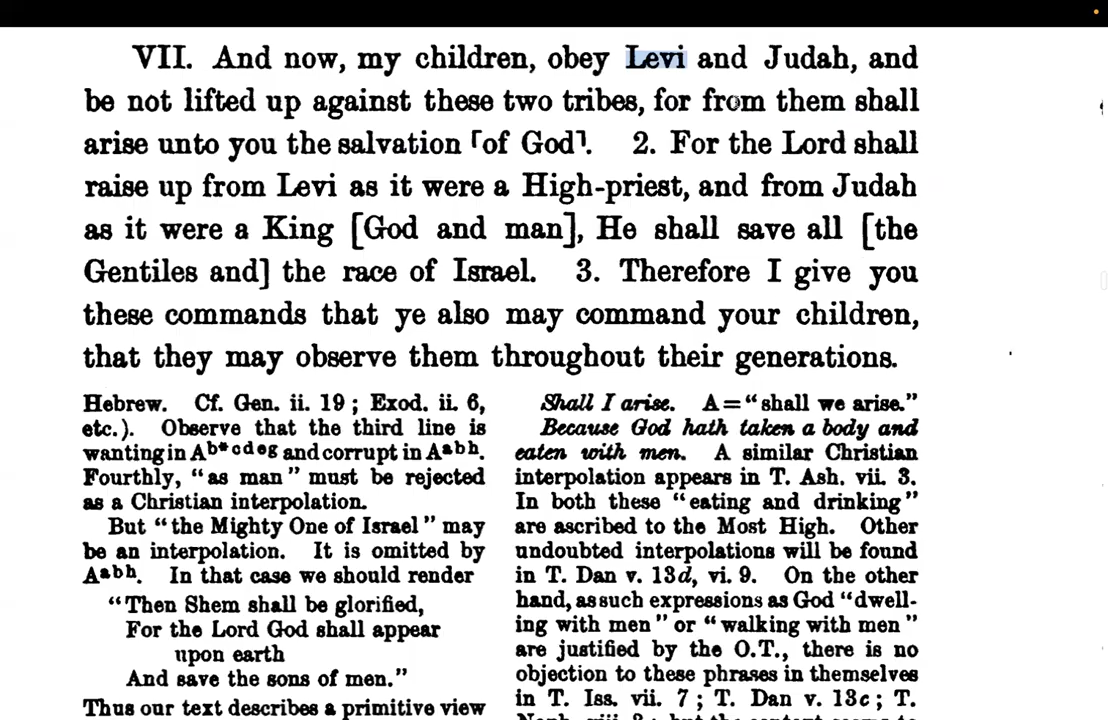 VII. And now, my children, obey Levi and Judah, and
be not lifted up against these two tribes, for from them shall
arise unto you the salvation ⌜of God⌝. 2. For the Lord shall
raise up from Levi as it were a High-priest, and from Judah
as it were a King [God and man], He shall save all [the
Gentiles and] the race of Israel. 3. Therefore I give you
these commands that ye also may command your children,
that they may observe them throughout their generations.
Hebrew. Cf. Gen. ii. 19; Exod. ii. 6,
etc.). Observe that the third line is
wanting in Ab*cdeg and corrupt in Aabh.
Fourthly, "as man" must be rejected
as a Christian interpolation.
But "the Mighty One of Israel" may
be an interpolation. It is omitted by
Aabh. In that case we should render
"Then Shem shall be glorified,
For the Lord God shall appear
upon earth
And save the sons of men."
Thus our text describes a primitive view
Shall I arise. A="shall we arise."
Because God hath taken a body and
eaten with men. A similar Christian
interpolation appears in T. Ash. vii. 3.
In both these "eating and drinking"
are ascribed to the Most High. Other
undoubted interpolations will be found
in T. Dan v. 13d, vi. 9. On the other
hand, as such expressions as God "dwell-
ing with men" or "walking with men"
are justified by the O.T., there is no
objection to these phrases in themselves
in T. Iss. vii. 7; T. Dan v. 13c; T.